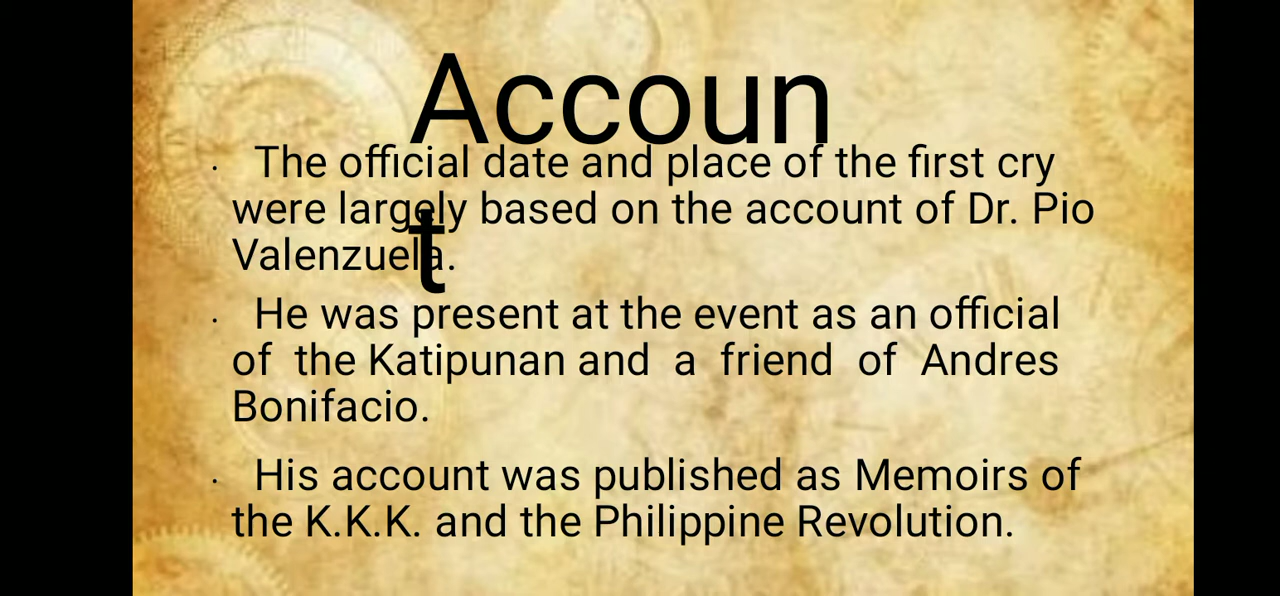 Accoun
t
· The official date and place of the first cry
were largely based on the account of Dr. Pio
Valenzuela.
· He was present at the event as an official
of the Katipunan and a friend of Andres
Bonifacio.
· His account was published as Memoirs of
the K.K.K. and the Philippine Revolution.